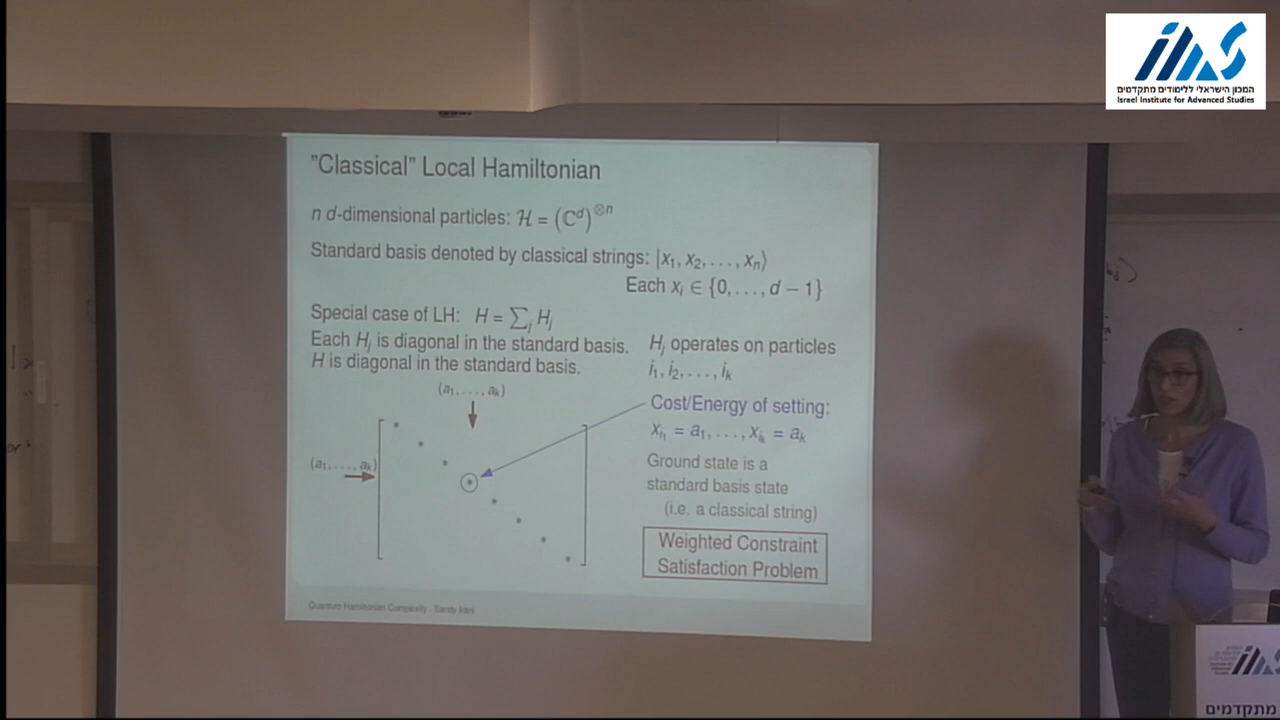 המכון הישראלי ללימודים מתקדמים
Israel Institute for Advanced Studies
"Classical" Local Hamiltonian
n d-dimensional particles: ℋ = (ℂᵈ)^⊗n
Standard basis denoted by classical strings: |x₁, x₂, . . . , xₙ⟩
Each xᵢ ∈ {0, . . . , d − 1}
Special case of LH: H = ∑ⱼ Hⱼ
Each Hⱼ is diagonal in the standard basis.
H is diagonal in the standard basis.
Hⱼ operates on particles
i₁, i₂, . . . , iₖ
(a₁, . . . , aₖ)
(a₁, . . . , aₖ)
Cost/Energy of setting:
x_i₁ = a₁, . . . , x_iₖ = aₖ
Ground state is a
standard basis state
(i.e. a classical string)
Weighted Constraint
Satisfaction Problem
Quantum Hamiltonian Complexity - Sandy Irani
מתקדמים